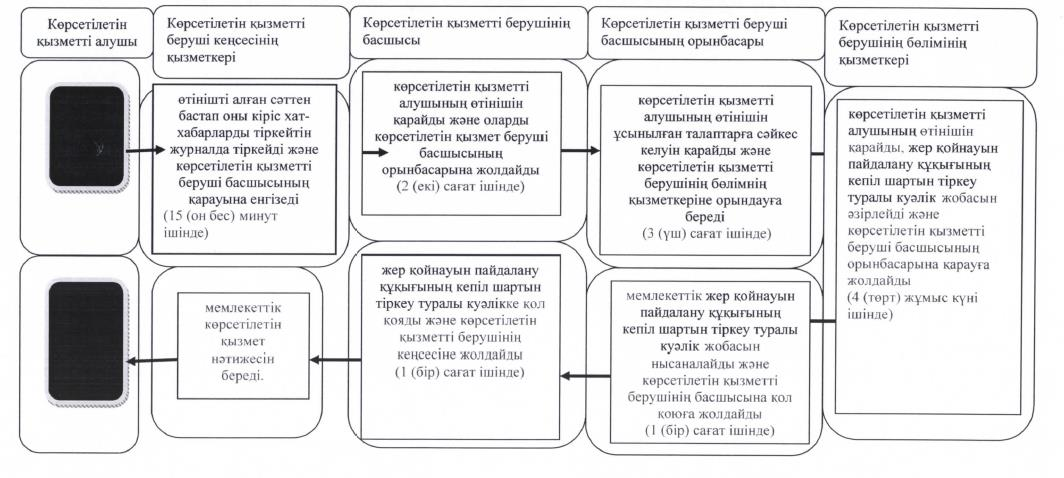 Көрсетілетін
қызметті алушы
Көрсетілетін қызметті
беруші кеңсесінің
қызметкері
Көрсетілетін қызметті берушінің
басшысы
Көрсетілетін қызметті беруші
басшысының орынбасары
Көрсетілетін қызметті
берушінің бөлімінің
қызметкері
өтінішті алған сәттен
бастап оны кіріс хат-
хабарларды тіркейтін
журналда тіркейді және
көрсетілетін қызметті
беруші басшысының
қарауына енгізеді
(15 (он бес) минут
ішінде)
көрсетілетін қызметті
алушының өтінішін
қарайды және оларды
көрсетілетін қызмет беруші
басшысының
орынбасарына жолдайды
(2 (екі) сағат ішінде)
көрсетілетін қызметті
алушының өтінішін
ұсынылған талаптарға сәйкес
келуін қарайды және
көрсетілетін қызметті
берушінің бөлімнің
қызметкеріне орындауға
береді
(3 (үш) сағат ішінде)
көрсетілетін қызметті
алушының өтінішін
қарайды, жер қойнауын
пайдалану құқығының
кепіл шартын тіркеу
туралы куәлік жобасын
әзірлейді және
көрсетілетін қызметті
беруші басшысының
орынбасарына қарауға
жолдайды
(4 (төрт) жұмыс күні
ішінде)
мемлекеттік жер қойнауын
пайдалану құқығының
кепіл шартын тіркеу туралы
куәлік жобасын
нысаналайды және
көрсетілетін қызметті
берушінің басшысына қол
қоюға жолдайды
(1 (бір) сағат ішінде)
жер қойнауын пайдалану
құқығының кепіл шартын
тіркеу туралы куәлікке қол
қояды және көрсетілетін
қызметті берушінің
кеңсесіне жолдайды
(1 (бір) сағат ішінде)
мемлекеттік
көрсетілетін
қызмет
нәтижесін
береді.